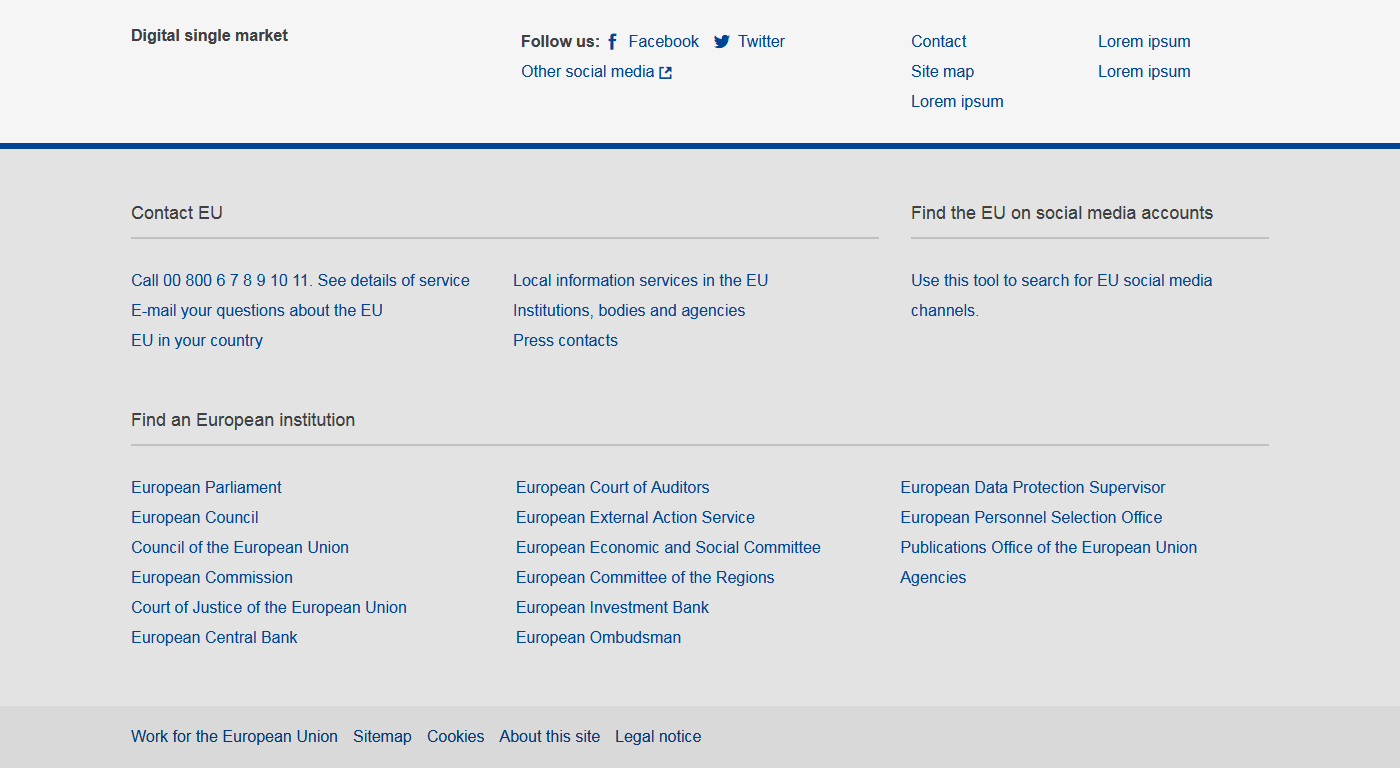 Digital single market
Follow us: Facebook Twitter
Other social media
Contact
Site map
Lorem ipsum
Lorem ipsum
Lorem ipsum
Contact EU
Call 00 800 6 7 8 9 10 11. See details of service
E-mail your questions about the EU
EU in your country
Local information services in the EU
Institutions, bodies and agencies
Press contacts
Find the EU on social media accounts
Use this tool to search for EU social media
channels.
Find an European institution
European Parliament
European Council
Council of the European Union
European Commission
Court of Justice of the European Union
European Central Bank
European Court of Auditors
European External Action Service
European Economic and Social Committee
European Committee of the Regions
European Investment Bank
European Ombudsman
European Data Protection Supervisor
European Personnel Selection Office
Publications Office of the European Union
Agencies
Work for the European Union Sitemap Cookies About this site Legal notice